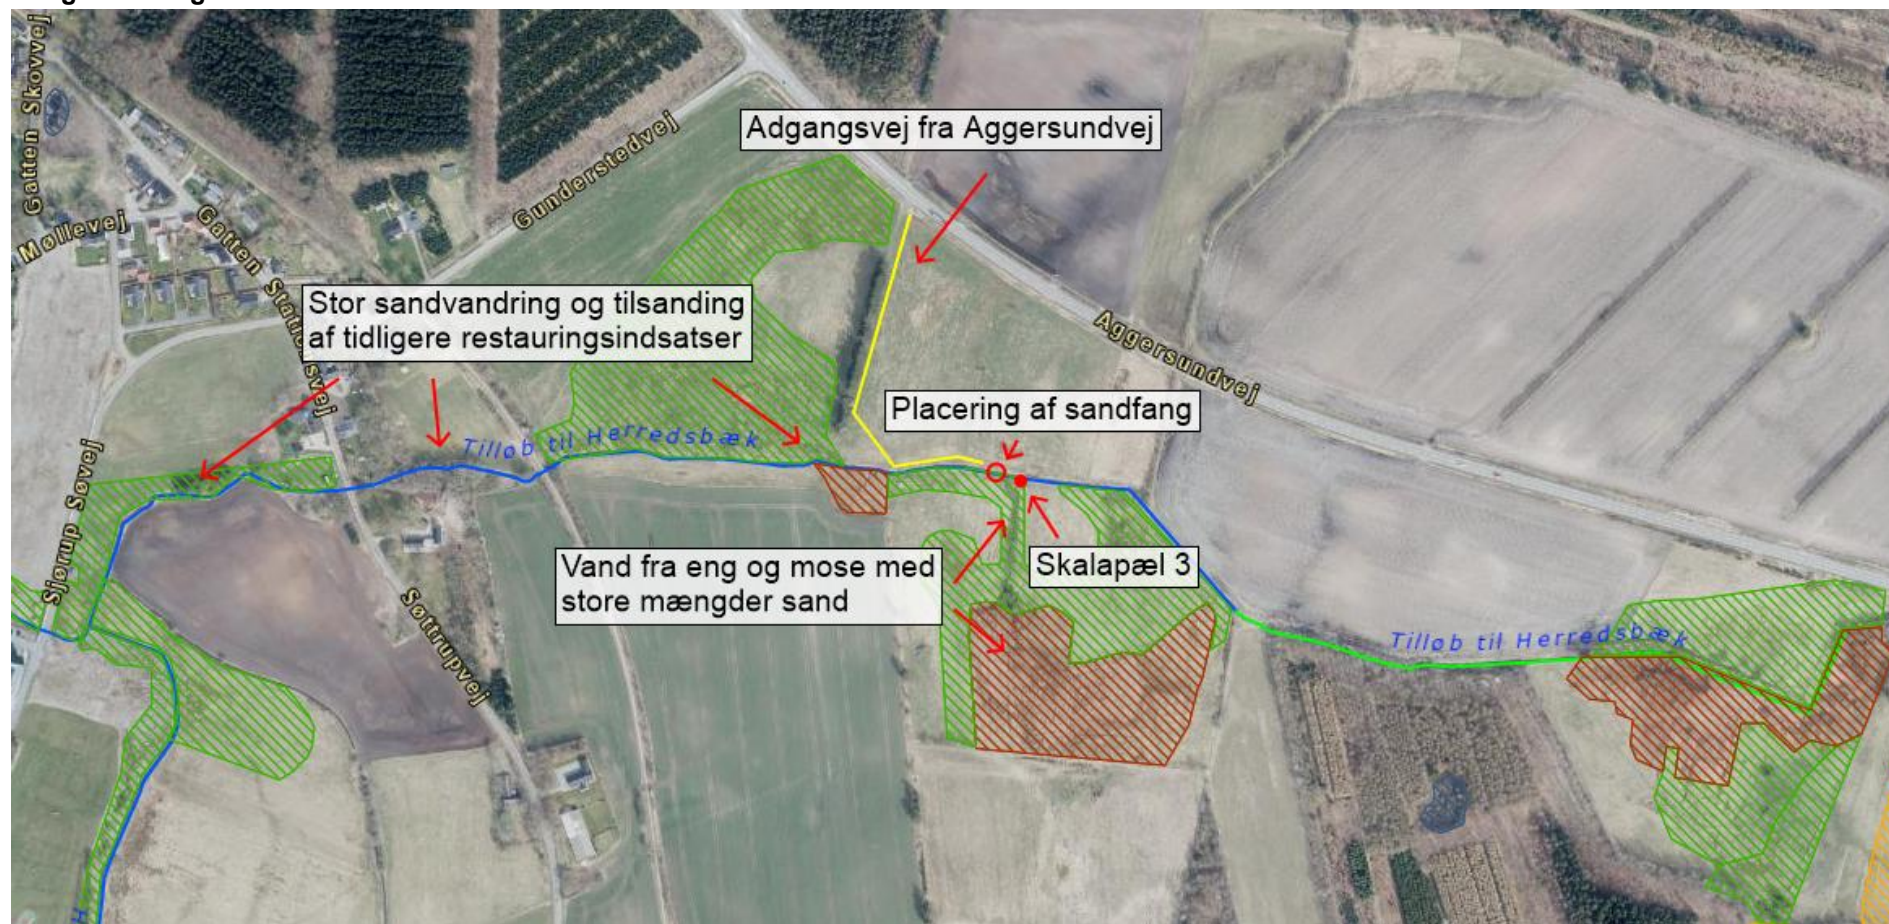 Gatten Skovvej
Møllevej
Gatten Stationsvej
Gunderstedvej
Adgangsvej fra Aggersundvej
Stor sandvandring og tilsanding
af tidligere restauringsindsatser
Aggersundvej
Placering af sandfang
Tilløb til Herredsbæk
Sjørup Søvej
Vand fra eng og mose med
store mængder sand
Skalapæl 3
Søttrupvej
Tilløb til Herredsbæk
H